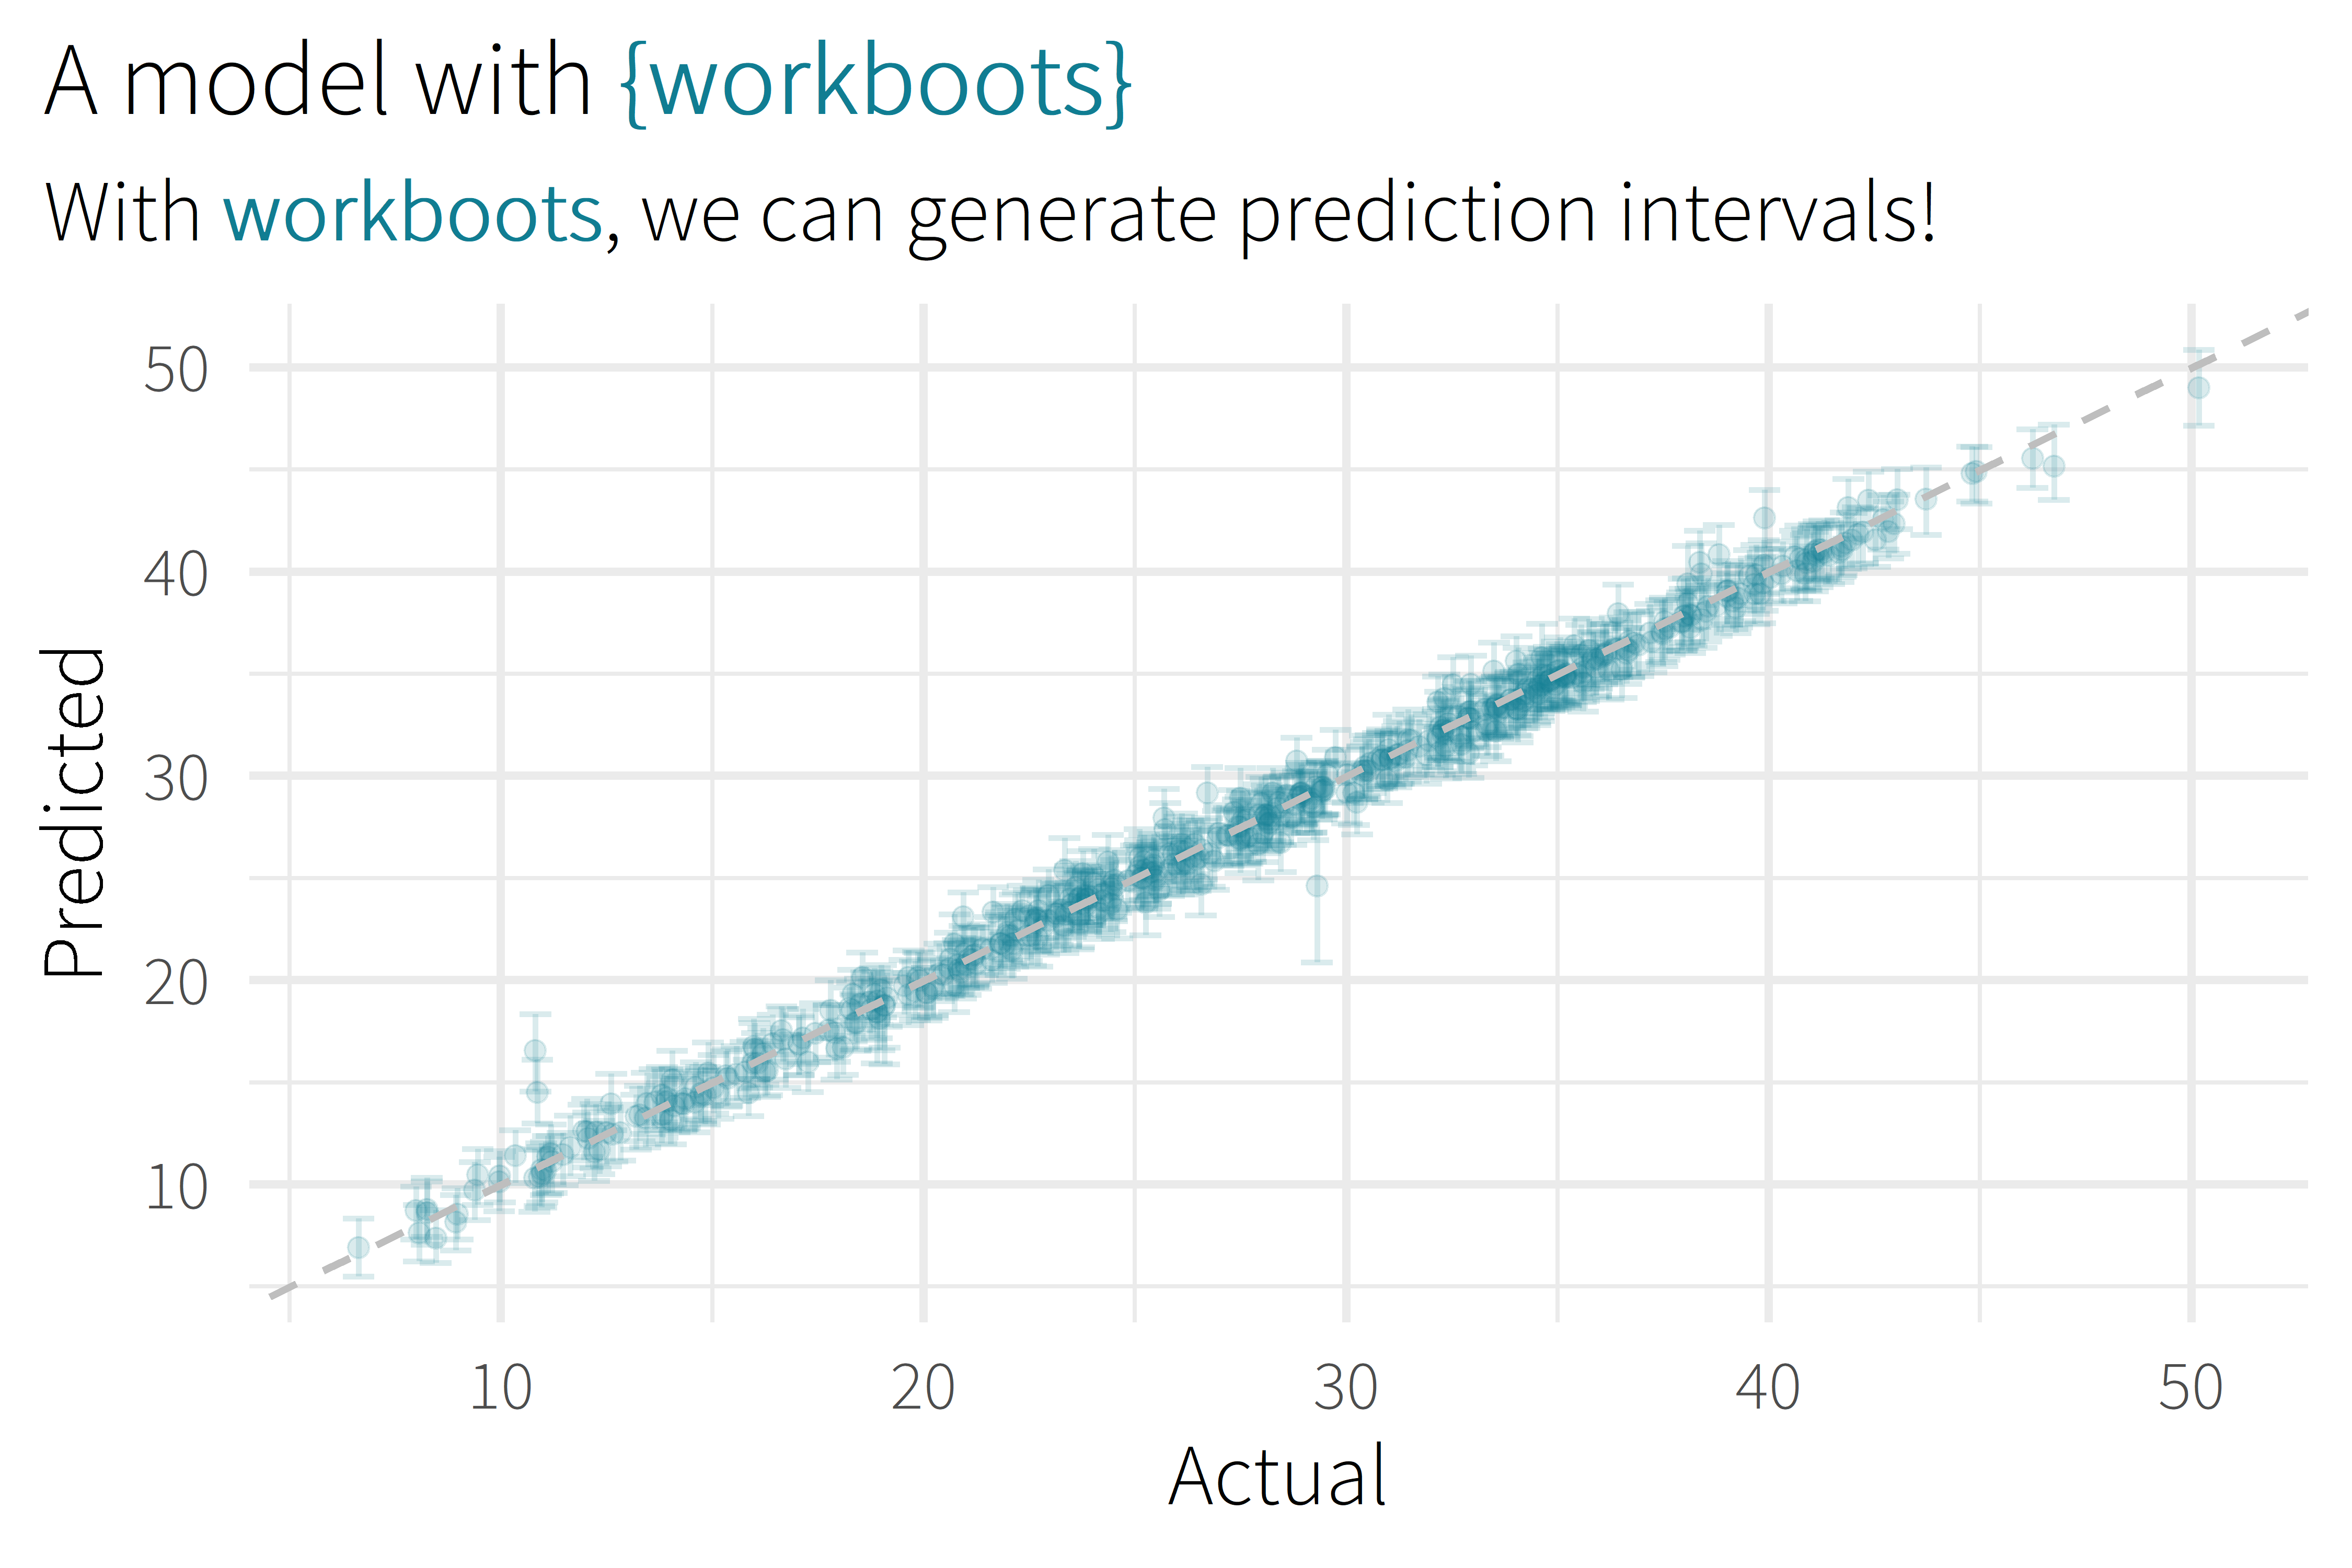 A model with {workboots}
With workboots, we can generate prediction intervals!
50
40
30
20
10
Predicted
10 20 30 40 50
Actual